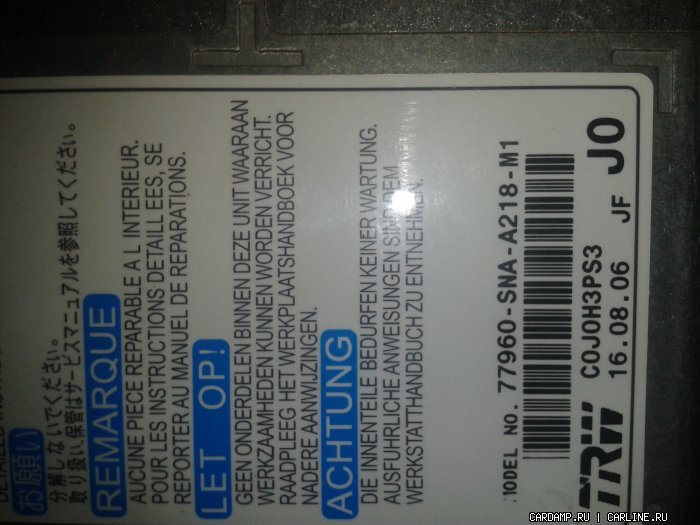 お願い
分解しないでください。
取り扱い、保管はサービスマニュアルを参照してください。
REMARQUE
AUCUNE PIECE REPARABLE A L INTERIEUR.
POUR LES INSTRUCTIONS DETAILL EES, SE
REPORTER AU MANUEL DE REPARATIONS.
LET OP!
GEEN ONDERDELEN BINNEN DEZE UNIT WAARAAN
WERKZAAMHEDEN KUNNEN WORDEN VERRICHT.
RAADPLEEG HET WERKPLAATSHANDBOEK VOOR
NADERE AANWIJZINGEN.
ACHTUNG
DIE INNENTEILE BEDURFEN KEINER WARTUNG.
AUSFUHRLICHE ANWEISUNGEN SIND DEM
WERKSTATTHANDBUCH ZU ENTNEHMEN.
NO. 77960-SNA-A218-M1
TRW C0J0H3PS3
16.08.06 JF J0
CARDAMP.RU | CARLINE.RU